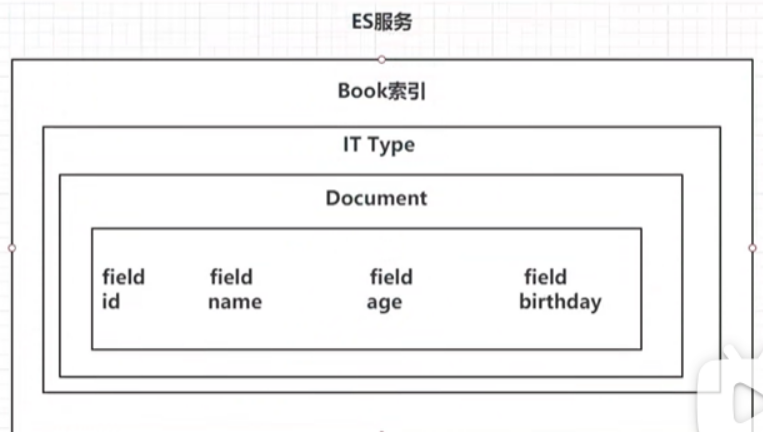 ES服务
Book索引
IT Type
Document
field field field field
id name age birthday